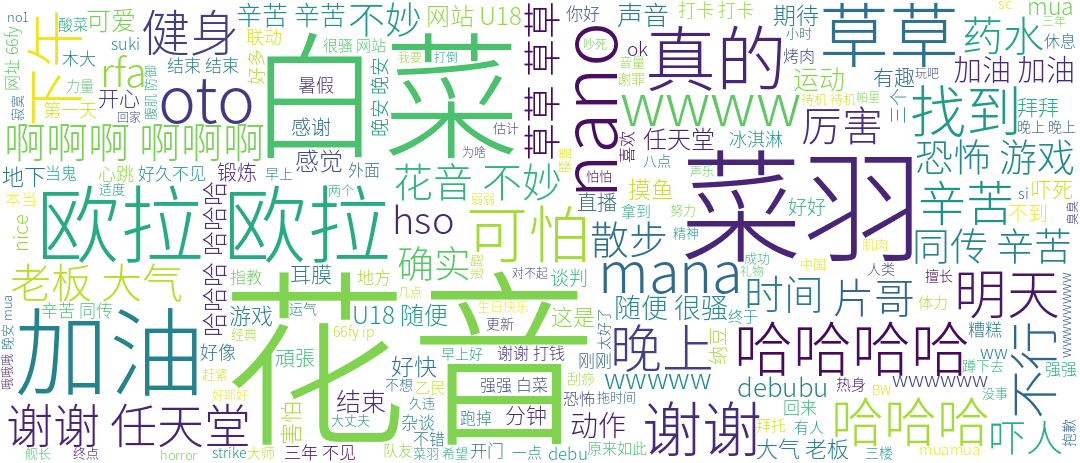 no1
酸菜
可爱
健身
辛苦 辛苦
不妙
网站 U18
你好
声音
打卡 打卡
期待
sc
mua
三年
网址 66fy
下午
suki
联动
很骚 网站
我要
打倒
草草草草
吵死
ok
小时
烤肉
草草
药水
休息
木大
rfa
好多
结束 结束
晚安 晚安
白菜
nano
音量
谢罪
真的
运动
有趣
玩吧
加油 加油
力量
腹肌 防御
oto
暑假
wwww
待机 待机
帕里
三个
找到
拜拜
寂寞
第一天
开心
回家
感谢
估计
喜欢
任天堂
冰淇淋
厉害
晚上 晚上
啊啊啊 啊啊啊
感觉
为啥
八点
恐怖 游戏
地下
当鬼
心跳
好久不见
锻炼
早上
外面
花音 不妙
怕怕
摸鱼
声乐
菜羽
si
吓死
本当
适度
哈哈哈 哈哈哈
两个
弱弱
直播
拿到
努力
好好
辛苦
不到
臭臭
nice
欧拉 欧拉
hso
可怕
散步
精神
同传 辛苦
肌肉
老板 大气
指教
耳膜
地方
确实
对不起
谈判
mana
成功
礼物
中国
人类
擅长
明天
辛苦 同传
晚安 mua
游戏
运气
几点
花音
生日快乐
这是
随便 很骚
时间
片哥
体力
加油
经典
66fy ip
U18 随便
更新
太好了
终于
糟糕
wwwwwww
哦哦哦
好像
頑張
早上好
谢谢 打钱
刚刚
晚上
纳豆
哈哈哈哈
ww
蹲下去
不行
强强
赶紧
好快
不想
乙民
强强 白菜
刮痧
wwwww
debubu
热身
wwwwww
BW
没事
谢谢 任天堂
好耶好
害怕
结束
久违
杂谈
跑掉
分钟
恐怖
拖时间
动作
谢谢
回来
拜托
有人
哈哈哈
吓人
抱歉
大丈夫
舰长
终点
horror
strike
大师
三年 不见
队友
不错
菜羽 希望
开门
一点
debu
原来如此
大气 老板
三楼
muamua